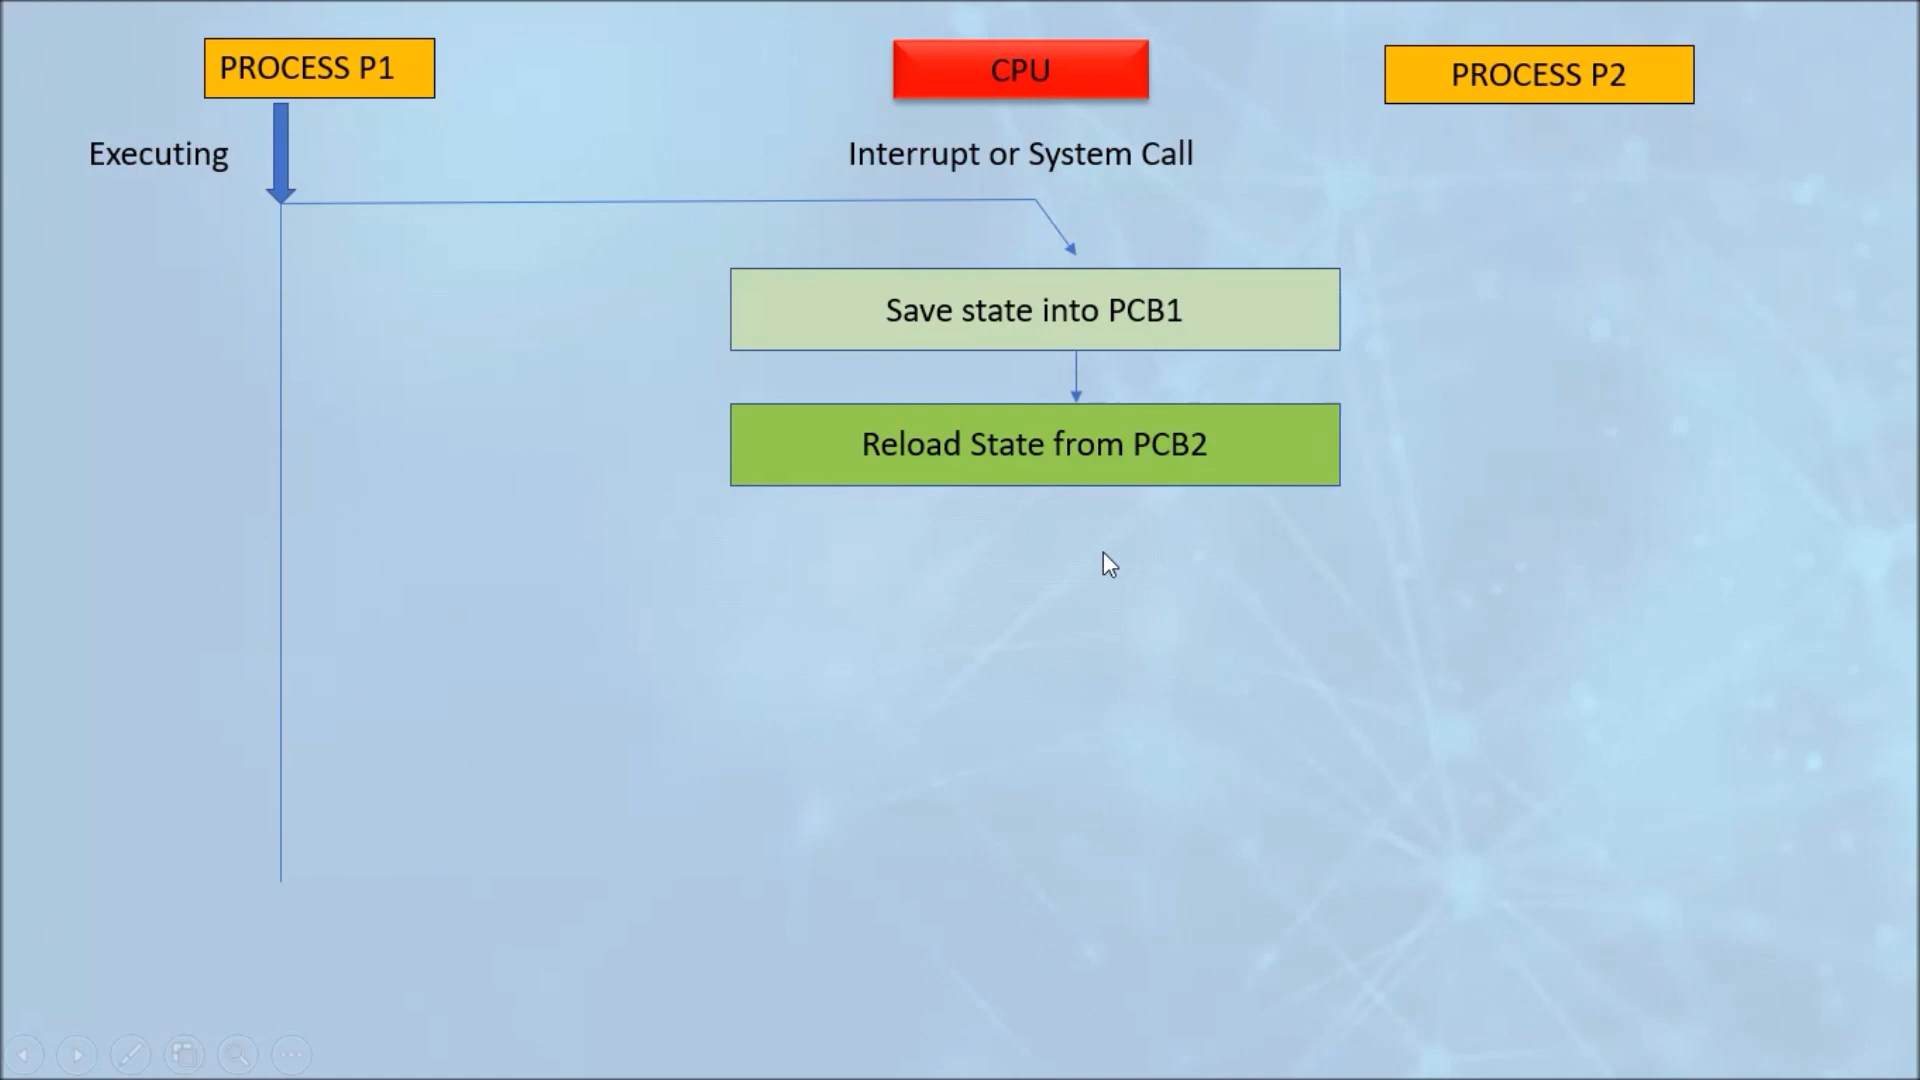 PROCESS P1
CPU
PROCESS P2
Executing
Interrupt or System Call
Save state into PCB1
Reload State from PCB2